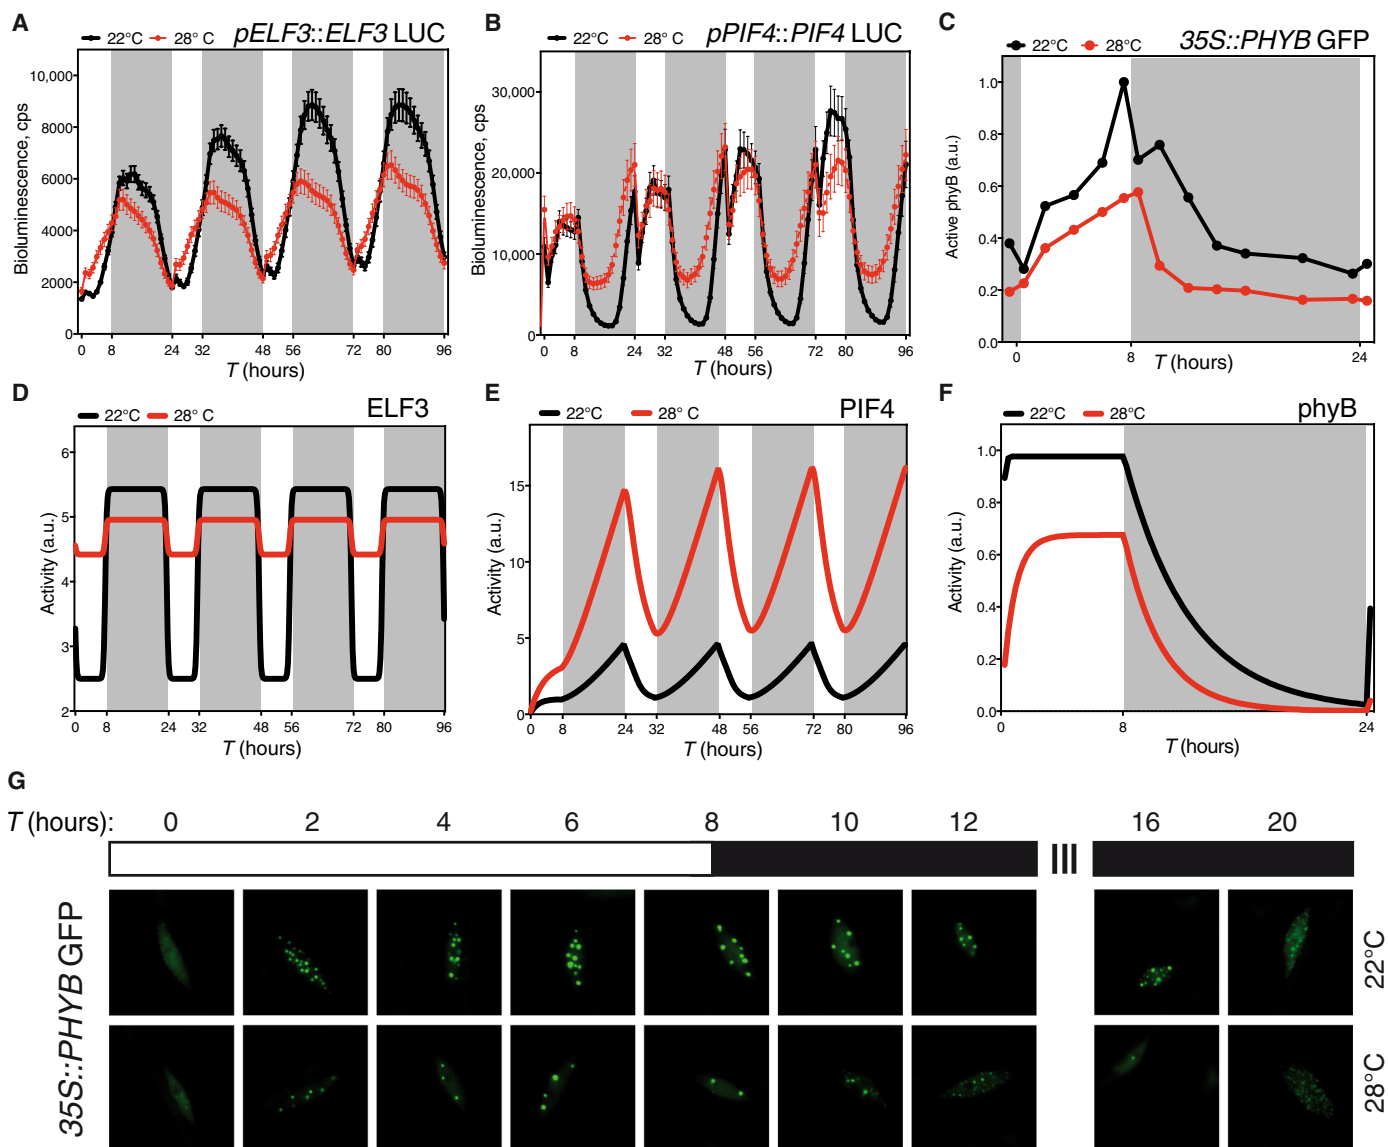 A
22°C 28° C pELF3::ELF3 LUC
Bioluminescence, cps
10,000
8000
6000
4000
2000
0
0 8 24 32 48 56 72 80 96
T (hours)
B
22°C 28° C pPIF4::PIF4 LUC
Bioluminescence, cps
30,000
20,000
10,000
0
0 8 24 32 48 56 72 80 96
T (hours)
C
22°C 28°C 35S::PHYB GFP
Active phyB (a.u.)
1.0
0.8
0.6
0.4
0.2
0.0
0 8 24
T (hours)
D
22°C 28° C ELF3
Activity (a.u.)
6
5
4
3
2
0 8 24 32 48 56 72 80 96
T (hours)
E
22°C 28° C PIF4
Activity (a.u.)
15
10
5
0
0 8 24 32 48 56 72 80 96
T (hours)
F
22°C 28°C phyB
Activity (a.u.)
1.0
0.8
0.6
0.4
0.2
0.0
0 8 24
T (hours)
G
T (hours): 0 2 4 6 8 10 12 16 20
35S::PHYB GFP
22°C
28°C